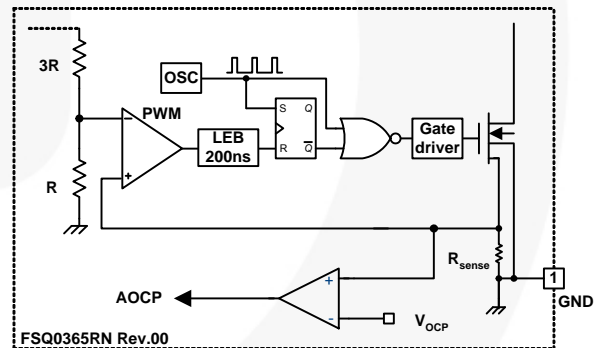 3R
OSC
PWM
S Q
R Q
LEB
200ns
Gate
driver
R
+
Rsense
1
GND
AOCP
+
-
VOCP
FSQ0365RN Rev.00